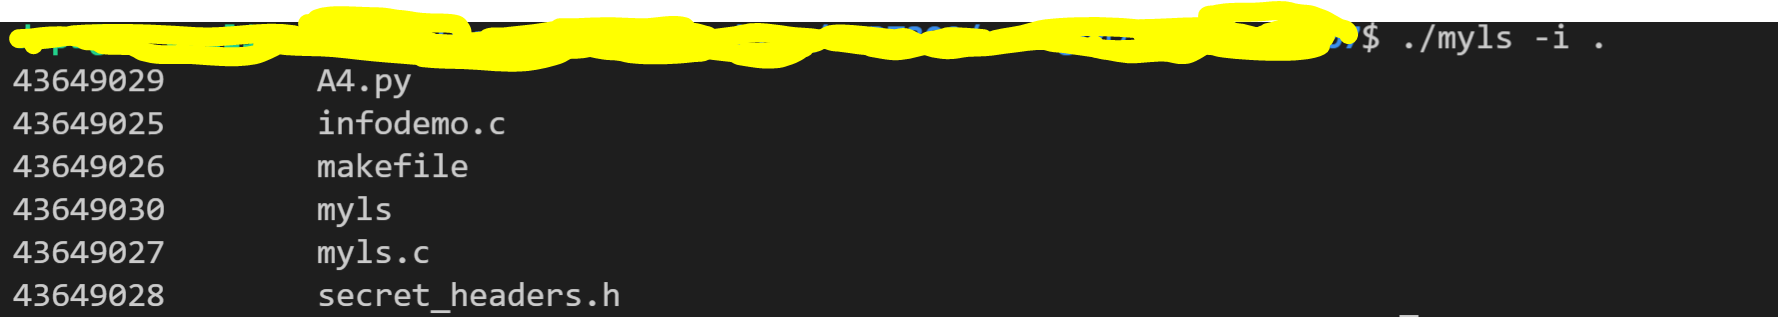 $ ./myls -i .
43649029 A4.py
43649025 infodemo.c
43649026 makefile
43649030 myls
43649027 myls.c
43649028 secret_headers.h